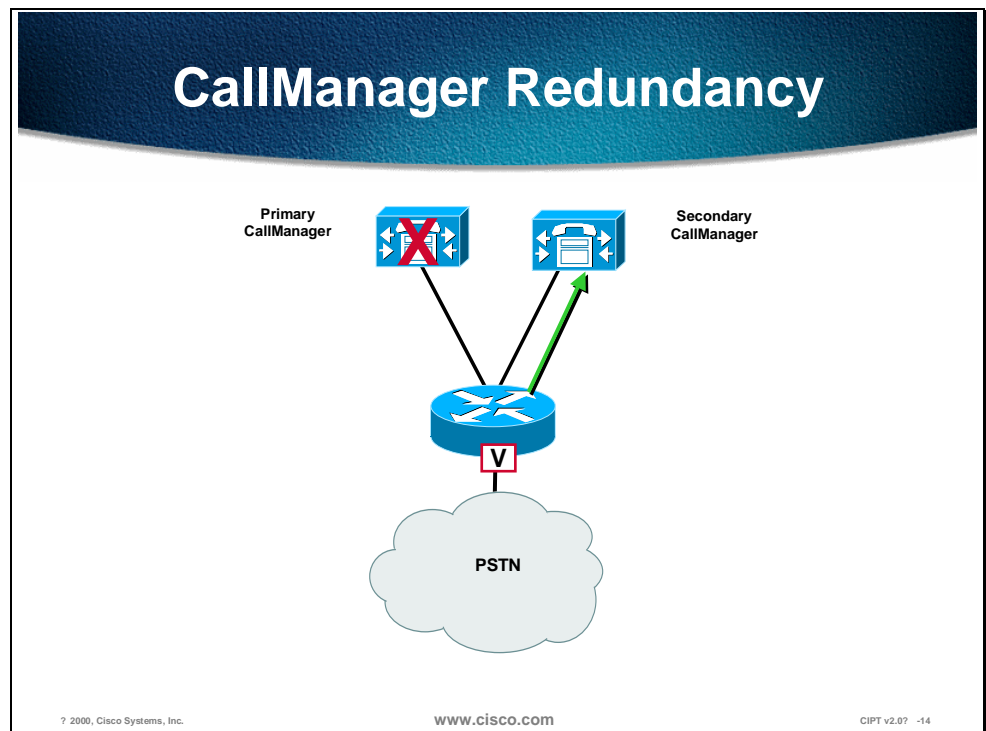 CallManager Redundancy
Primary
CallManager
X
Secondary
CallManager
V
PSTN
? 2000, Cisco Systems, Inc.
www.cisco.com
CIPT v2.0? -14